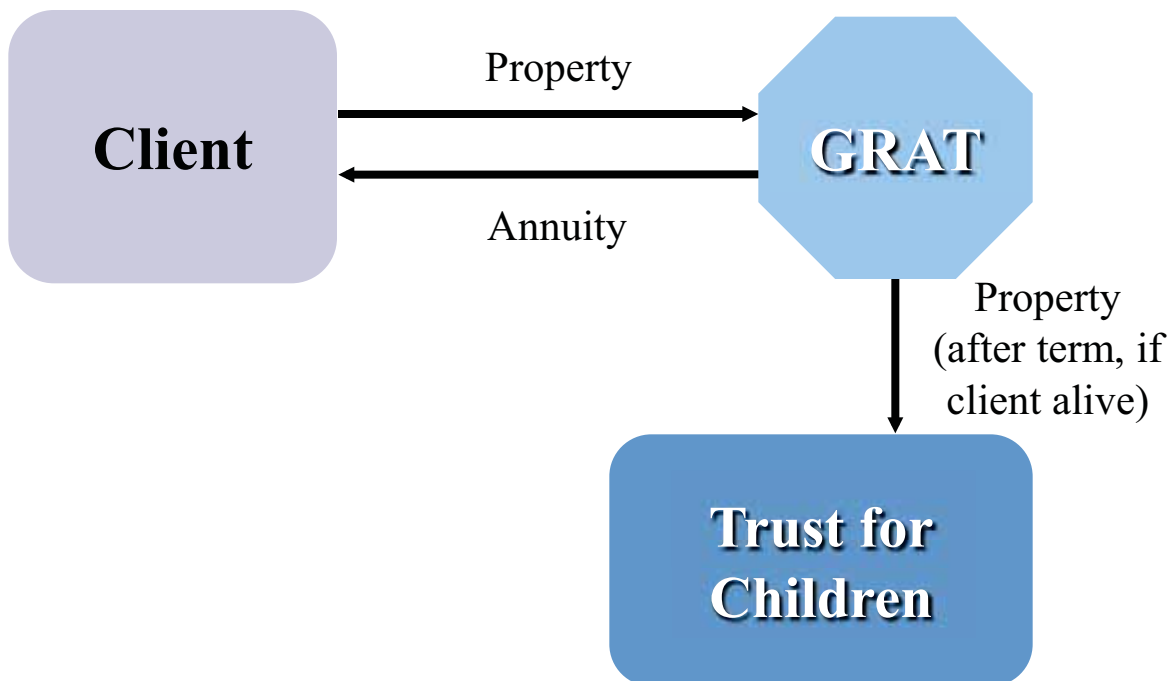 Property
Client
GRAT
Annuity
Property
(after term, if
client alive)
Trust for
Children